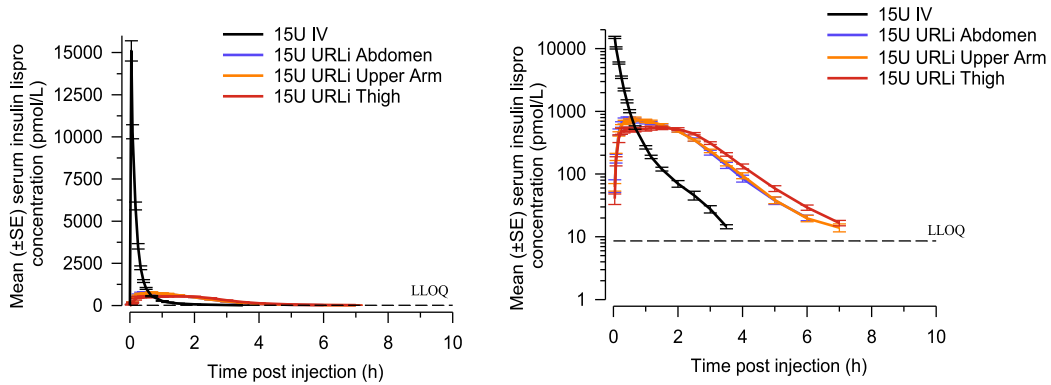 15U IV
15U URLi Abdomen
15U URLi Upper Arm
15U URLi Thigh
Mean (±SE) serum insulin lispro
concentration (pmol/L)
15000
12500
10000
7500
5000
2500
0
LLOQ
0 2 4 6 8 10
Time post injection (h)
15U IV
15U URLi Abdomen
15U URLi Upper Arm
15U URLi Thigh
Mean (±SE) serum insulin lispro
concentration (pmol/L)
10000
1000
100
10
1
LLOQ
0 2 4 6 8 10
Time post injection (h)